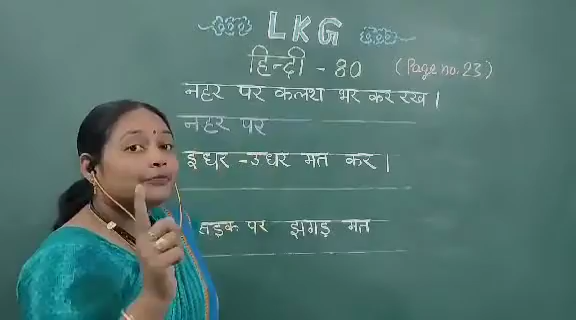 LKG
हिन्दी - 80 (Page no. 23)
नहर पर कलश भर कर रख।
नहर पर
इधर - उधर मत कर।
सड़क पर झगड़ मत